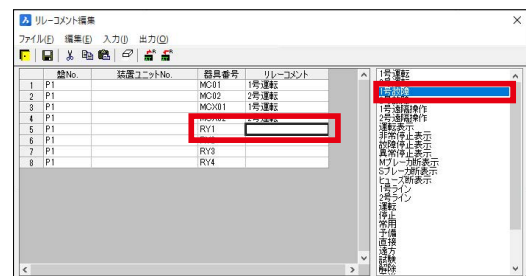 リレーコメント編集
ファイル(F) 編集(E) 入力(I) 出力(O)
盤No. 装置ユニットNo. 器具番号 リレーコメント
1 P1 MC01 1号運転
2 P1 MC02 2号運転
3 P1 MCX01 1号運転
4 P1 2号運転
5 P1 RY1
6 P1
7 P1 RY3
8 P1 RY4
1号運転
1号故障
1号遠隔操作
2号遠隔操作
運転表示
非常停止表示
故障停止表示
異常停止表示
Mブレーカ断表示
Sブレーカ断表示
ヒューズ断表示
1号ライン
2号ライン
運転
停止
常用
予備
直接
遠方
試験
解除